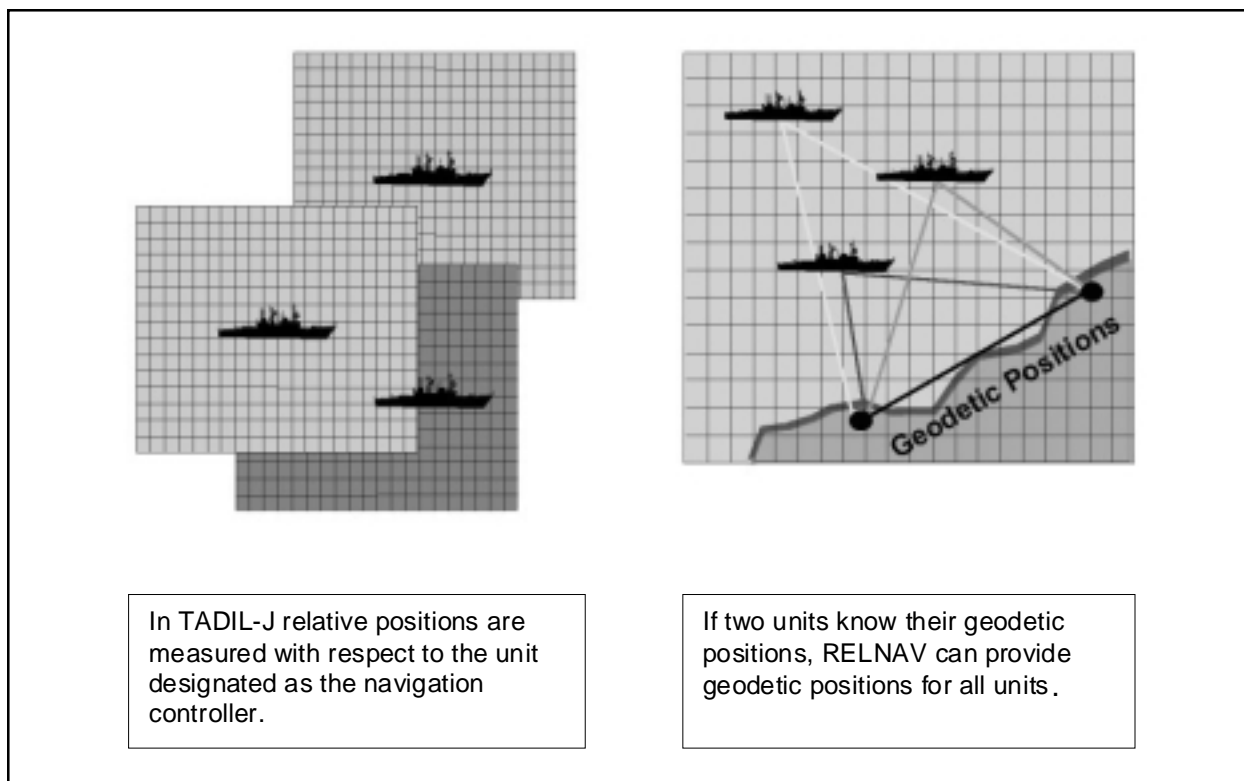 Geodetic Positions
In TADIL-J relative positions are
measured with respect to the unit
designated as the navigation
controller.
If two units know their geodetic
positions, RELNAV can provide
geodetic positions for all units.